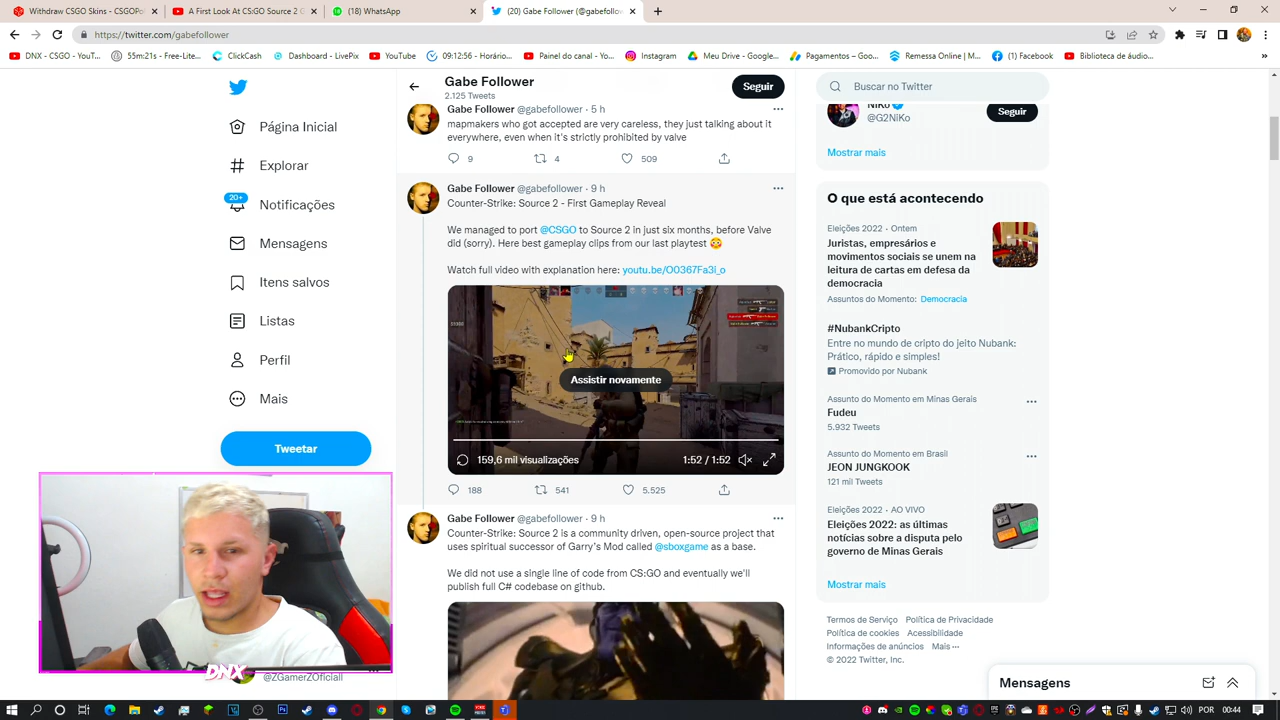 Withdraw CS:GO Skins - CSGOPo
A First Look At CSGO Source 2 G
(8) WhatsApp
(20) Gabe Follower (@gabefollow
https://twitter.com/gabefollower
DNX - CSGO - YouT...
55m21s - Free-Lite...
ClickCash
Dashboard - LivePix
YouTube
09:12:56 - Horário...
Painel do canal - Yo...
Instagram
Meu Drive - Google...
Pagamentos – Goo...
Remessa Online | M...
(1) Facebook
Biblioteca de áudio...
Gabe Follower
2.125 Tweets
Seguir
Página Inicial
Explorar
20+
Notificações
Mensagens
Itens salvos
Listas
Perfil
Mais
Tweetar
@ZGamerZOficiall
DNX
Gabe Follower @gabefollower · 5 h
mapmakers who got accepted are very careless, they just talking about it
everywhere, even when it's strictly prohibited by valve
9 4 509
Gabe Follower @gabefollower · 9 h
Counter-Strike: Source 2 - First Gameplay Reveal
We managed to port @CSGO to Source 2 in just six months, before Valve
did (sorry). Here best gameplay clips from our last playtest
Watch full video with explanation here: youtu.be/O0367Fa3i_o
Assistir novamente
159,6 mil visualizações
1:52 / 1:52
188 541 5.525
Gabe Follower @gabefollower · 9 h
Counter-Strike: Source 2 is a community driven, open-source project that
uses spiritual successor of Garry's Mod called @sboxgame as a base.
We did not use a single line of code from CS:GO and eventually we'll
publish full C# codebase on github.
Buscar no Twitter
NiKo
@G2NiKo
Seguir
Mostrar mais
O que está acontecendo
Eleições 2022 · Ontem
Juristas, empresários e
movimentos sociais se unem na
leitura de cartas em defesa da
democracia
Assuntos do Momento: Democracia
#NubankCripto
Entre no mundo de cripto do jeito Nubank:
Prático, rápido e simples!
Promovido por Nubank
Assunto do Momento em Minas Gerais
Fudeu
5.932 Tweets
Assunto do Momento em Brasil
JEON JUNGKOOK
121 mil Tweets
Eleições 2022 · AO VIVO
Eleições 2022: as últimas
notícias sobre a disputa pelo
governo de Minas Gerais
Mostrar mais
Termos de Serviço Política de Privacidade
Política de cookies Acessibilidade
Informações de anúncios Mais ···
© 2022 Twitter, Inc.
Mensagens
POR 00:44